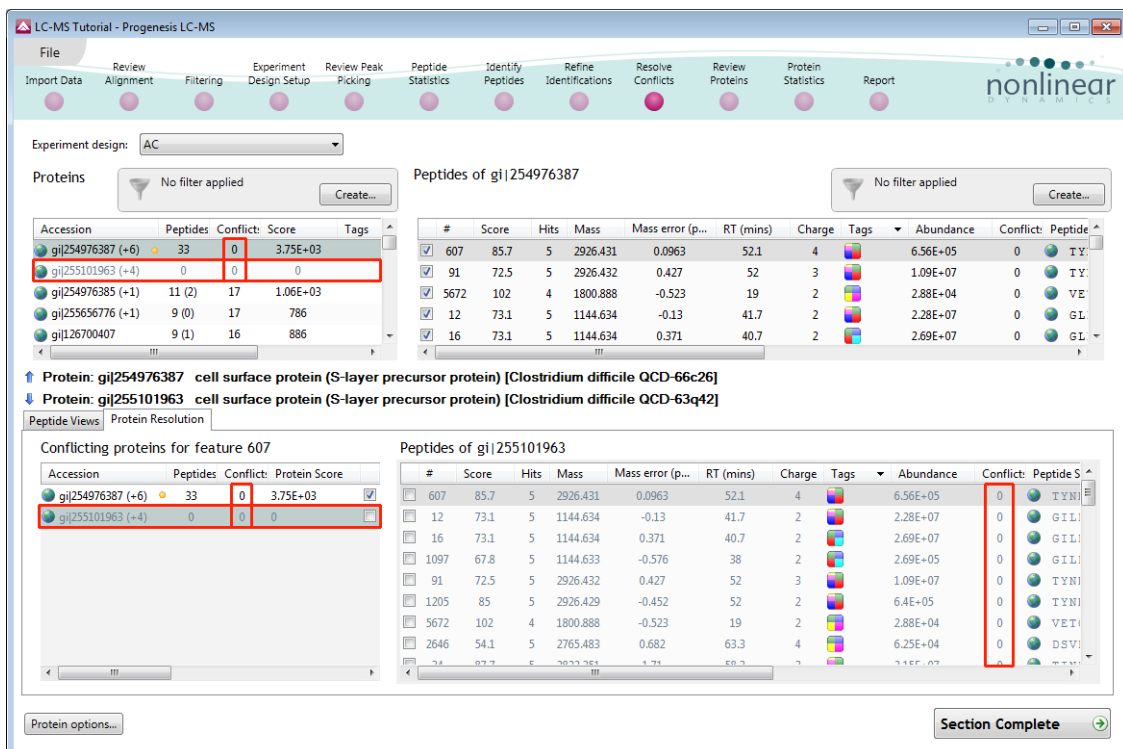 LC-MS Tutorial - Progenesis LC-MS
File
Import Data Review Alignment Filtering Experiment Design Setup Review Peak Picking Peptide Statistics Identify Peptides Refine Identifications Resolve Conflicts Review Proteins Protein Statistics Report
nonlinear
DYNAMICS
Experiment design: AC
Proteins No filter applied Create...
Peptides of gi|254976387 No filter applied Create...
Accession Peptides Conflict: Score Tags
gi|254976387 (+6) 33 0 3.75E+03
gi|255101963 (+4) 0 0 0
gi|254976385 (+1) 11 (2) 17 1.06E+03
gi|255656776 (+1) 9 (0) 17 786
gi|126700407 9 (1) 16 886
# Score Hits Mass Mass error (p... RT (mins) Charge Tags Abundance Conflict: Peptide
607 85.7 5 2926.431 0.0963 52.1 4 6.56E+05 0 TY
91 72.5 5 2926.432 0.427 52 3 1.09E+07 0 TY
5672 102 4 1800.888 -0.523 19 2 2.88E+04 0 VE
12 73.1 5 1144.634 -0.13 41.7 2 2.28E+07 0 GL
16 73.1 5 1144.634 0.371 40.7 2 2.69E+07 0 GL
Protein: gi|254976387 cell surface protein (S-layer precursor protein) [Clostridium difficile QCD-66c26]
Protein: gi|255101963 cell surface protein (S-layer precursor protein) [Clostridium difficile QCD-63q42]
Peptide Views Protein Resolution
Conflicting proteins for feature 607
Accession Peptides Conflict: Protein Score
gi|254976387 (+6) 33 0 3.75E+03
gi|255101963 (+4) 0 0 0
Peptides of gi|255101963
# Score Hits Mass Mass error (p... RT (mins) Charge Tags Abundance Conflict: Peptide S
607 85.7 5 2926.431 0.0963 52.1 4 6.56E+05 0 TYN
12 73.1 5 1144.634 -0.13 41.7 2 2.28E+07 0 GIL
16 73.1 5 1144.634 0.371 40.7 2 2.69E+07 0 GIL
1097 67.8 5 1144.633 -0.576 38 2 2.69E+05 0 GIL
91 72.5 5 2926.432 0.427 52 3 1.09E+07 0 TYN
1205 85 5 2926.429 -0.452 52 2 6.4E+05 0 TYN
5672 102 4 1800.888 -0.523 19 2 2.88E+04 0 VET
2646 54.1 5 2765.483 0.682 63.3 4 6.25E+04 0 DSV
Protein options...
Section Complete